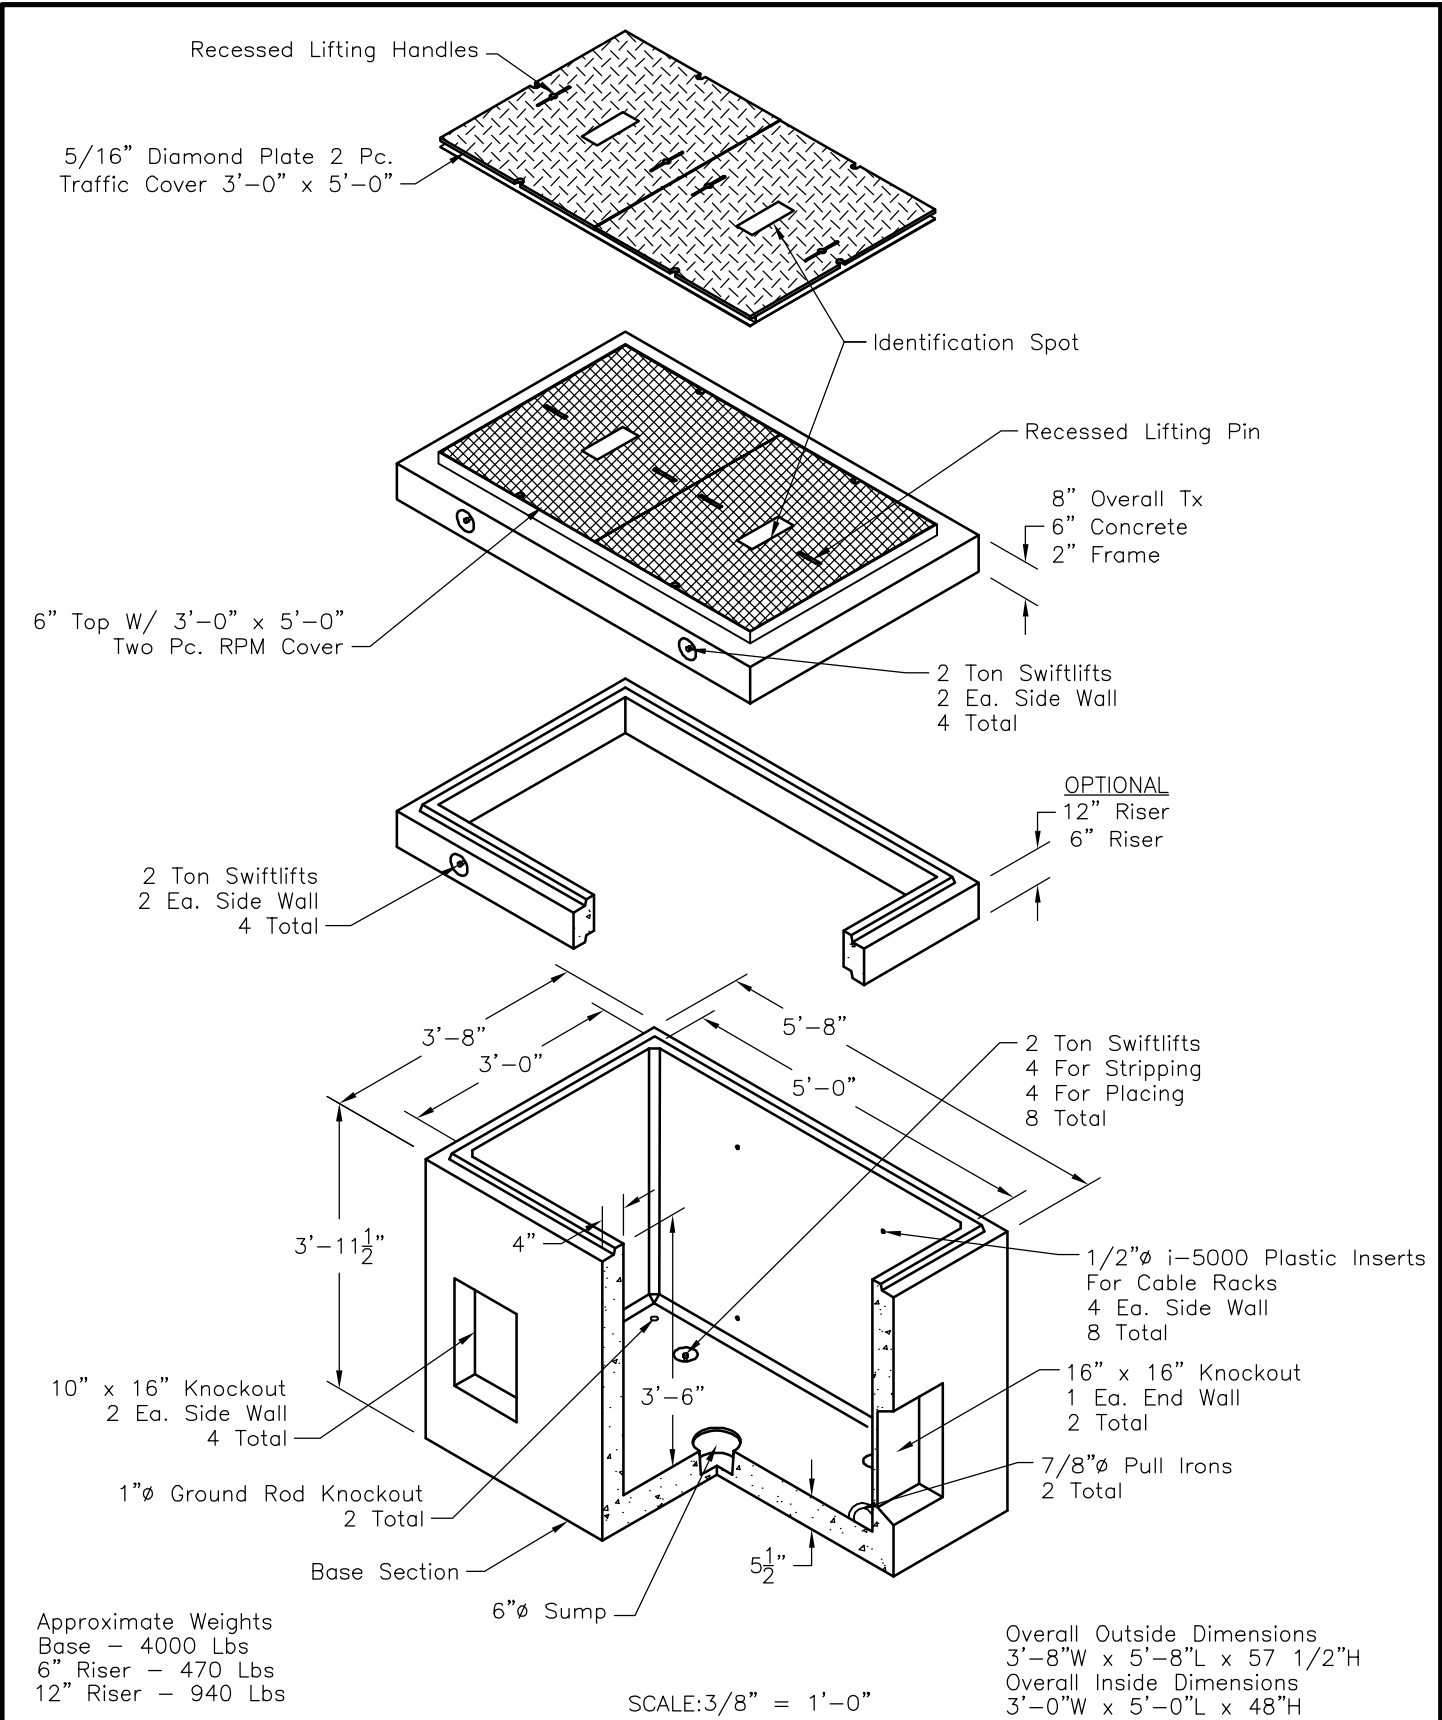 Recessed Lifting Handles
5/16" Diamond Plate 2 Pc.
Traffic Cover 3'-0" x 5'-0"
Identification Spot
Recessed Lifting Pin
8" Overall Tx
6" Concrete
2" Frame
6" Top W/ 3'-0" x 5'-0"
Two Pc. RPM Cover
2 Ton Swiftlifts
2 Ea. Side Wall
4 Total
OPTIONAL
12" Riser
6" Riser
2 Ton Swiftlifts
2 Ea. Side Wall
4 Total
3'-8"
3'-0"
5'-8"
5'-0"
2 Ton Swiftlifts
4 For Stripping
4 For Placing
8 Total
3'-11 1/2"
4"
1/2"ø i-5000 Plastic Inserts
For Cable Racks
4 Ea. Side Wall
8 Total
10" x 16" Knockout
2 Ea. Side Wall
4 Total
3'-6"
16" x 16" Knockout
1 Ea. End Wall
2 Total
7/8"ø Pull Irons
2 Total
1"ø Ground Rod Knockout
2 Total
Base Section
5 1/2"
6"ø Sump
Approximate Weights
Base - 4000 Lbs
6" Riser - 470 Lbs
12" Riser - 940 Lbs
SCALE:3/8" = 1'-0"
Overall Outside Dimensions
3'-8"W x 5'-8"L x 57 1/2"H
Overall Inside Dimensions
3'-0"W x 5'-0"L x 48"H